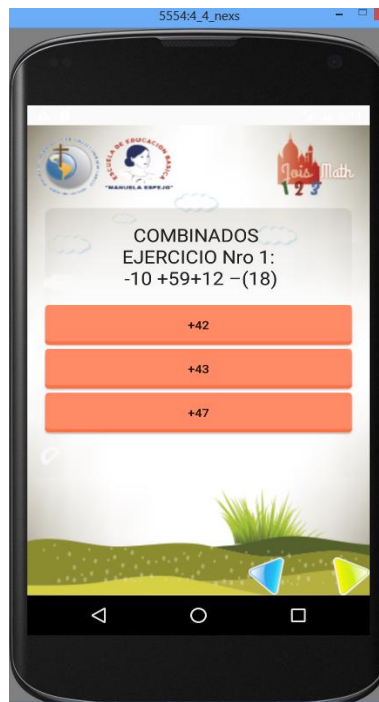 5554:4_4_nexs
ESCUELA DE EDUCACION BASICA
"MANUELA ESPEJO"
Jois Math
1 2 3
COMBINADOS
EJERCICIO Nro 1:
-10 +59+12 –(18)
+42
+43
+47